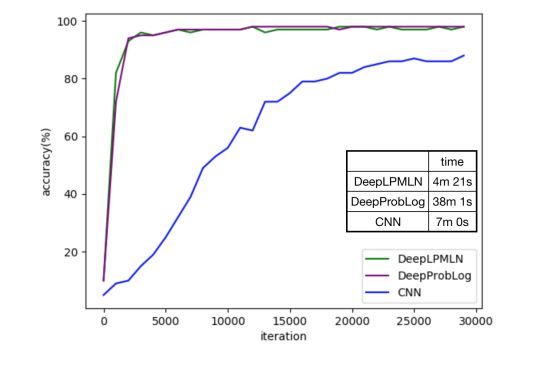 100
80
60
40
20
accuracy(%)
time
DeepLPMLN 4m 21s
DeepProbLog 38m 1s
CNN 7m 0s
DeepLPMLN
DeepProbLog
CNN
0 5000 10000 15000 20000 25000 30000
iteration